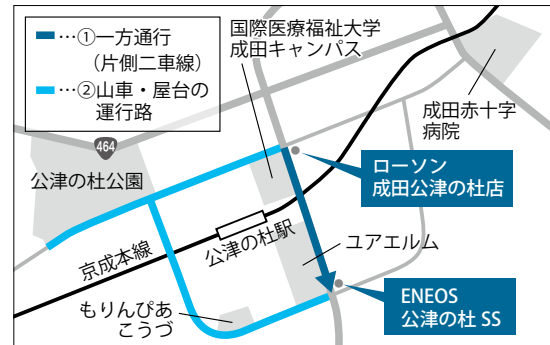 …①一方通行
（片側二車線）
…②山車・屋台の
運行路
国際医療福祉大学
成田キャンパス
成田赤十字
病院
464
公津の杜公園
ローソン
成田公津の杜店
京成本線
公津の杜駅
ユアエルム
もりんぴあ
こうづ
ENEOS
公津の杜 SS